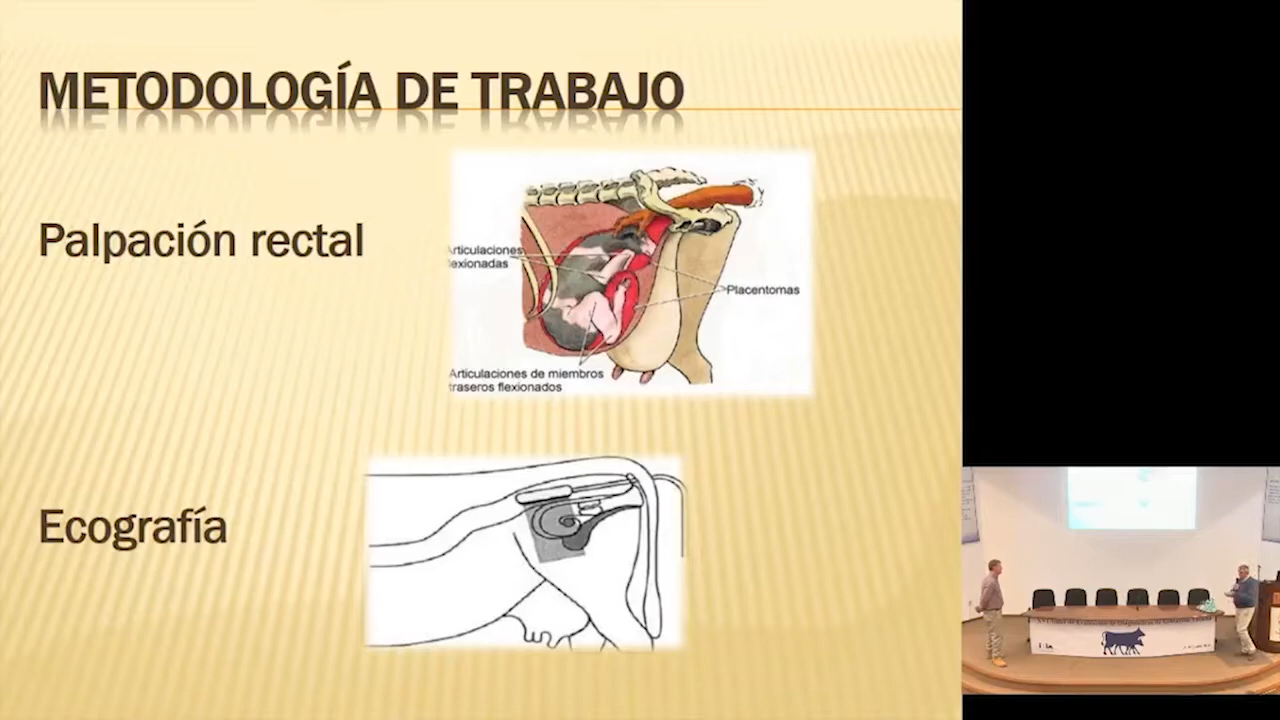 METODOLOGÍA DE TRABAJO
Palpación rectal
Articulaciones
flexionadas
Placentomas
Articulaciones de miembros
traseros flexionados
Ecografía